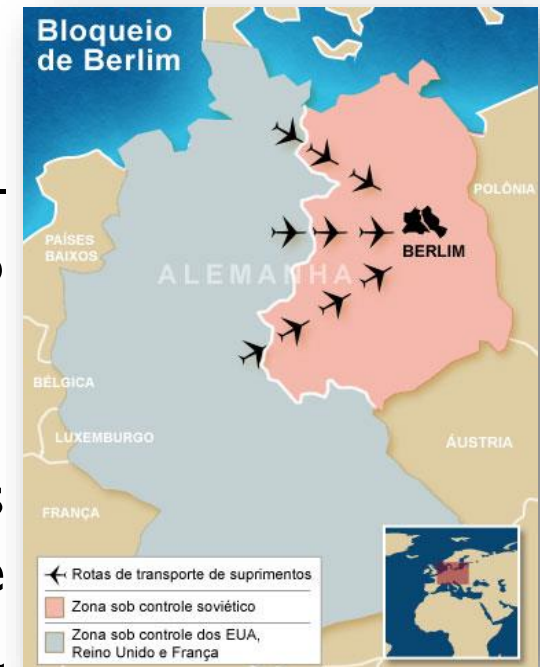 Bloqueio
de Berlim
POLÔNIA
PAÍSES
BAIXOS
BERLIM
ALEMANHA
BÉLGICA
LUXEMBURGO
ÁUSTRIA
FRANÇA
Rotas de transporte de suprimentos
Zona sob controle soviético
Zona sob controle dos EUA,
Reino Unido e França